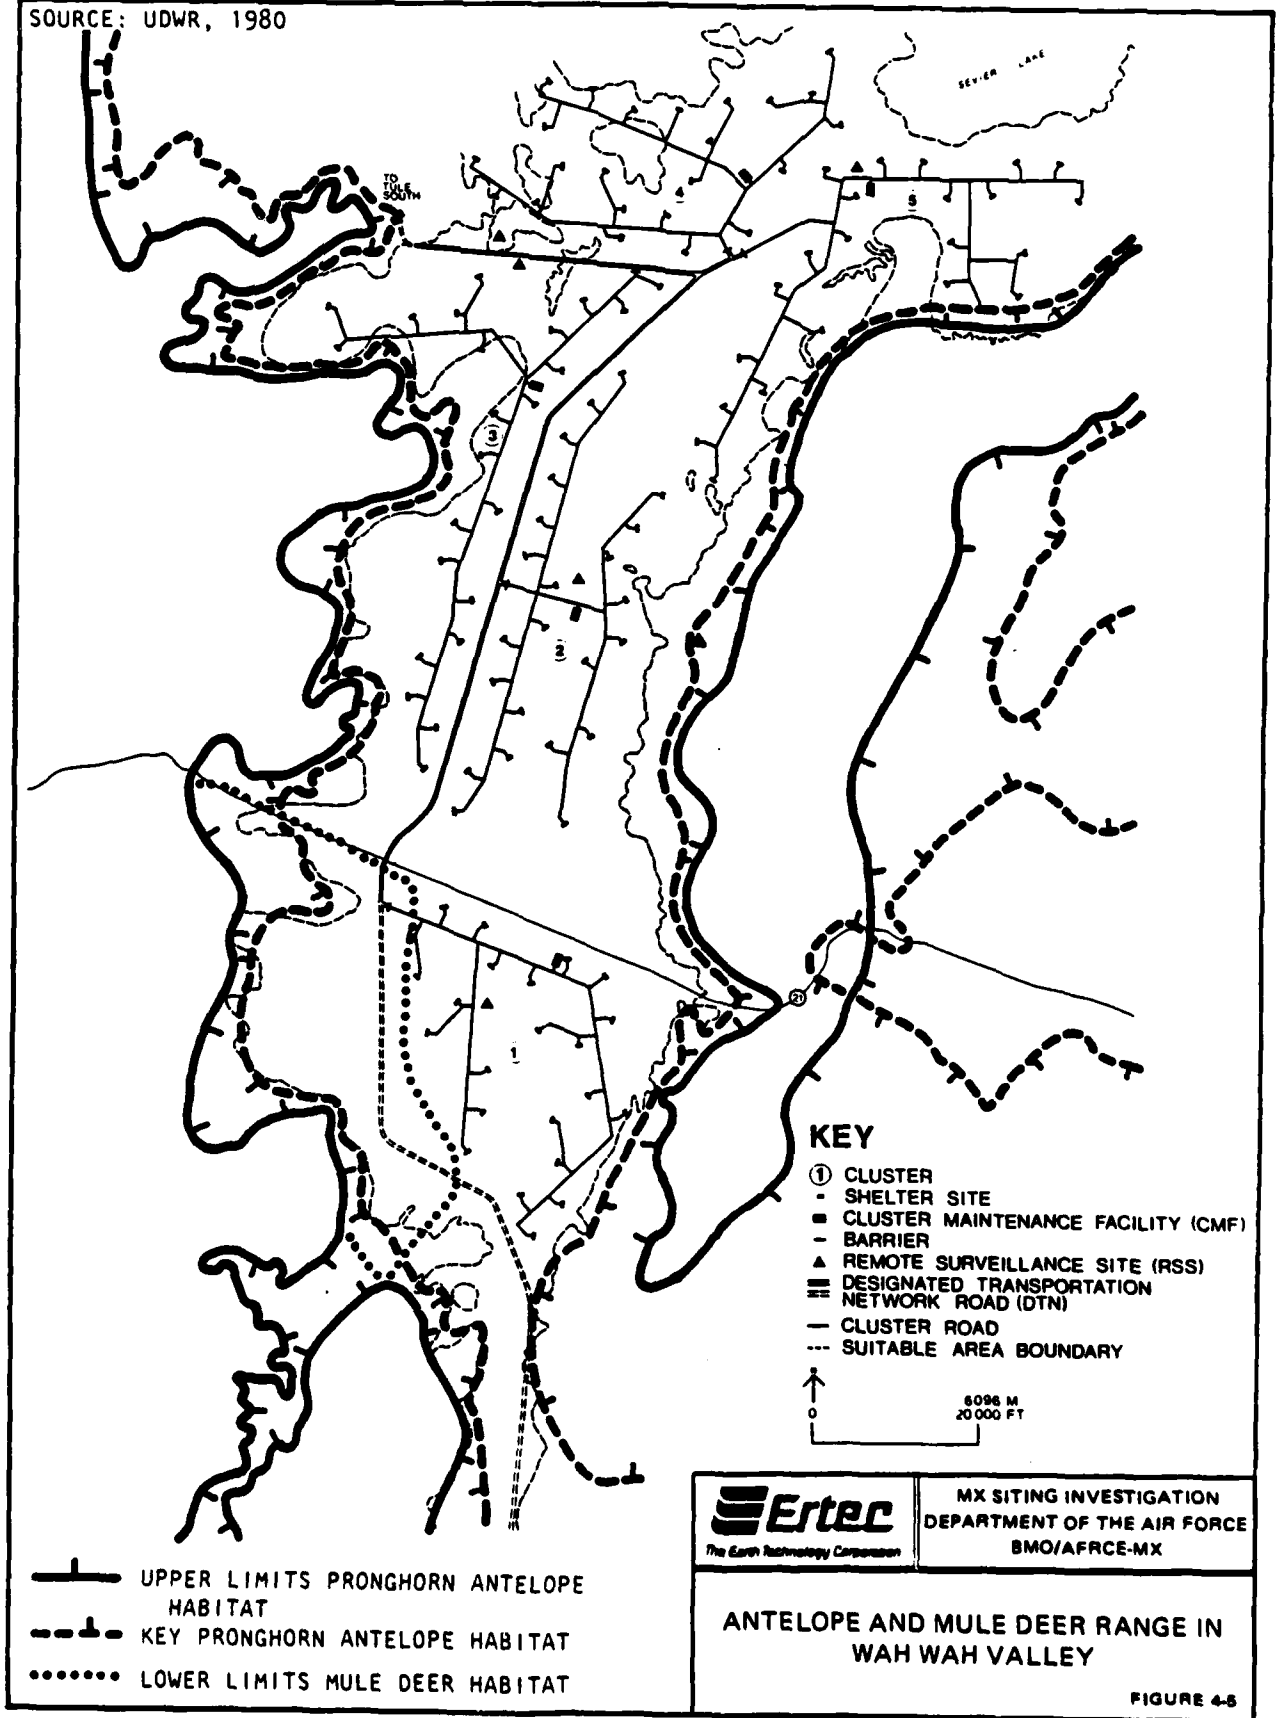 SOURCE: UDWR, 1980
SEVIER LAKE
TO
TULE
SOUTH
5
4
3
2
21
1
KEY
1 CLUSTER
- SHELTER SITE
CLUSTER MAINTENANCE FACILITY (CMF)
– BARRIER
▲ REMOTE SURVEILLANCE SITE (RSS)
DESIGNATED TRANSPORTATION
NETWORK ROAD (DTN)
— CLUSTER ROAD
--- SUITABLE AREA BOUNDARY
0
6096 M
20 000 FT
Ertec
The Earth Technology Corporation
MX SITING INVESTIGATION
DEPARTMENT OF THE AIR FORCE
BMO/AFRCE-MX
UPPER LIMITS PRONGHORN ANTELOPE
HABITAT
KEY PRONGHORN ANTELOPE HABITAT
LOWER LIMITS MULE DEER HABITAT
ANTELOPE AND MULE DEER RANGE IN
WAH WAH VALLEY
FIGURE 4-5